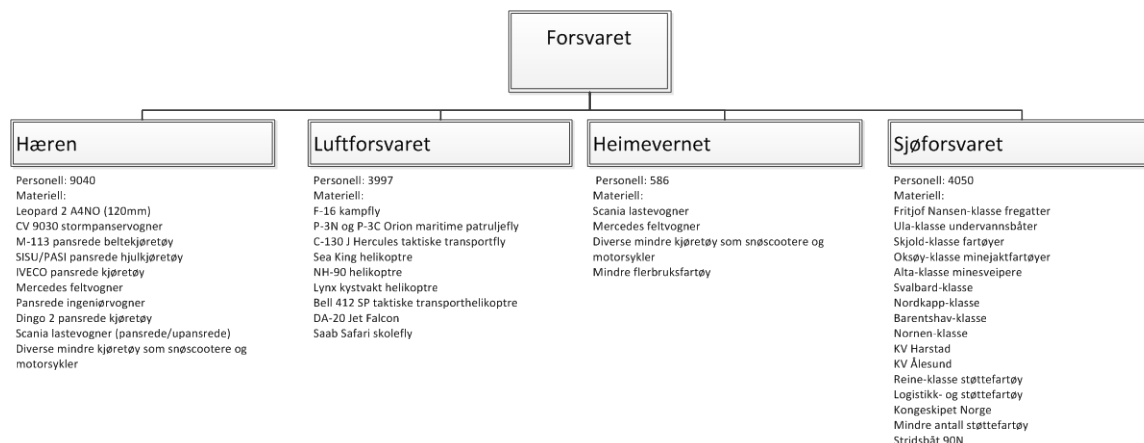 Forsvaret
Hæren
Personell: 9040
Materiell:
Leopard 2 A4NO (120mm)
CV 9030 stormpanservogner
M-113 pansrede beltekjøretøy
SISU/PASI pansrede hjulkjøretøy
IVECO pansrede kjøretøy
Mercedes feltvogner
Pansrede ingeniørvogner
Dingo 2 pansrede kjøretøy
Scania lastevogner (pansrede/upansrede)
Diverse mindre kjøretøy som snøscootere og
motorsykler
Luftforsvaret
Personell: 3997
Materiell:
F-16 kampfly
P-3N og P-3C Orion maritime patruljefly
C-130 J Hercules taktiske transportfly
Sea King helikoptre
NH-90 helikoptre
Lynx kystvakt helikoptre
Bell 412 SP taktiske transporthelikoptre
DA-20 Jet Falcon
Saab Safari skolefly
Heimevernet
Personell: 586
Materiell:
Scania lastevogner
Mercedes feltvogner
Diverse mindre kjøretøy som snøscootere og
motorsykler
Mindre flerbruksfartøy
Sjøforsvaret
Personell: 4050
Materiell:
Fritjof Nansen-klasse fregatter
Ula-klasse undervannsbåter
Skjold-klasse fartøyer
Oksøy-klasse minejaktfartøyer
Alta-klasse minesveipere
Svalbard-klasse
Nordkapp-klasse
Barentshav-klasse
Nornen-klasse
KV Harstad
KV Ålesund
Reine-klasse støttefartøy
Logistikk- og støttefartøy
Kongeskipet Norge
Mindre antall støttefartøy
Stridsbåt 90N